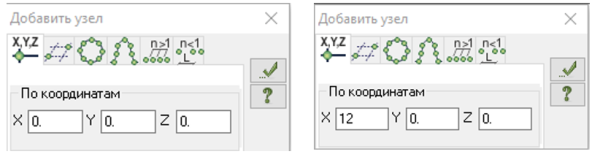 Добавить узел
X,Y,Z n>1 n<1
L
По координатам
X 0. Y 0. Z 0.
?
Добавить узел
X,Y,Z n>1 n<1
L
По координатам
X 12 Y 0. Z 0.
?